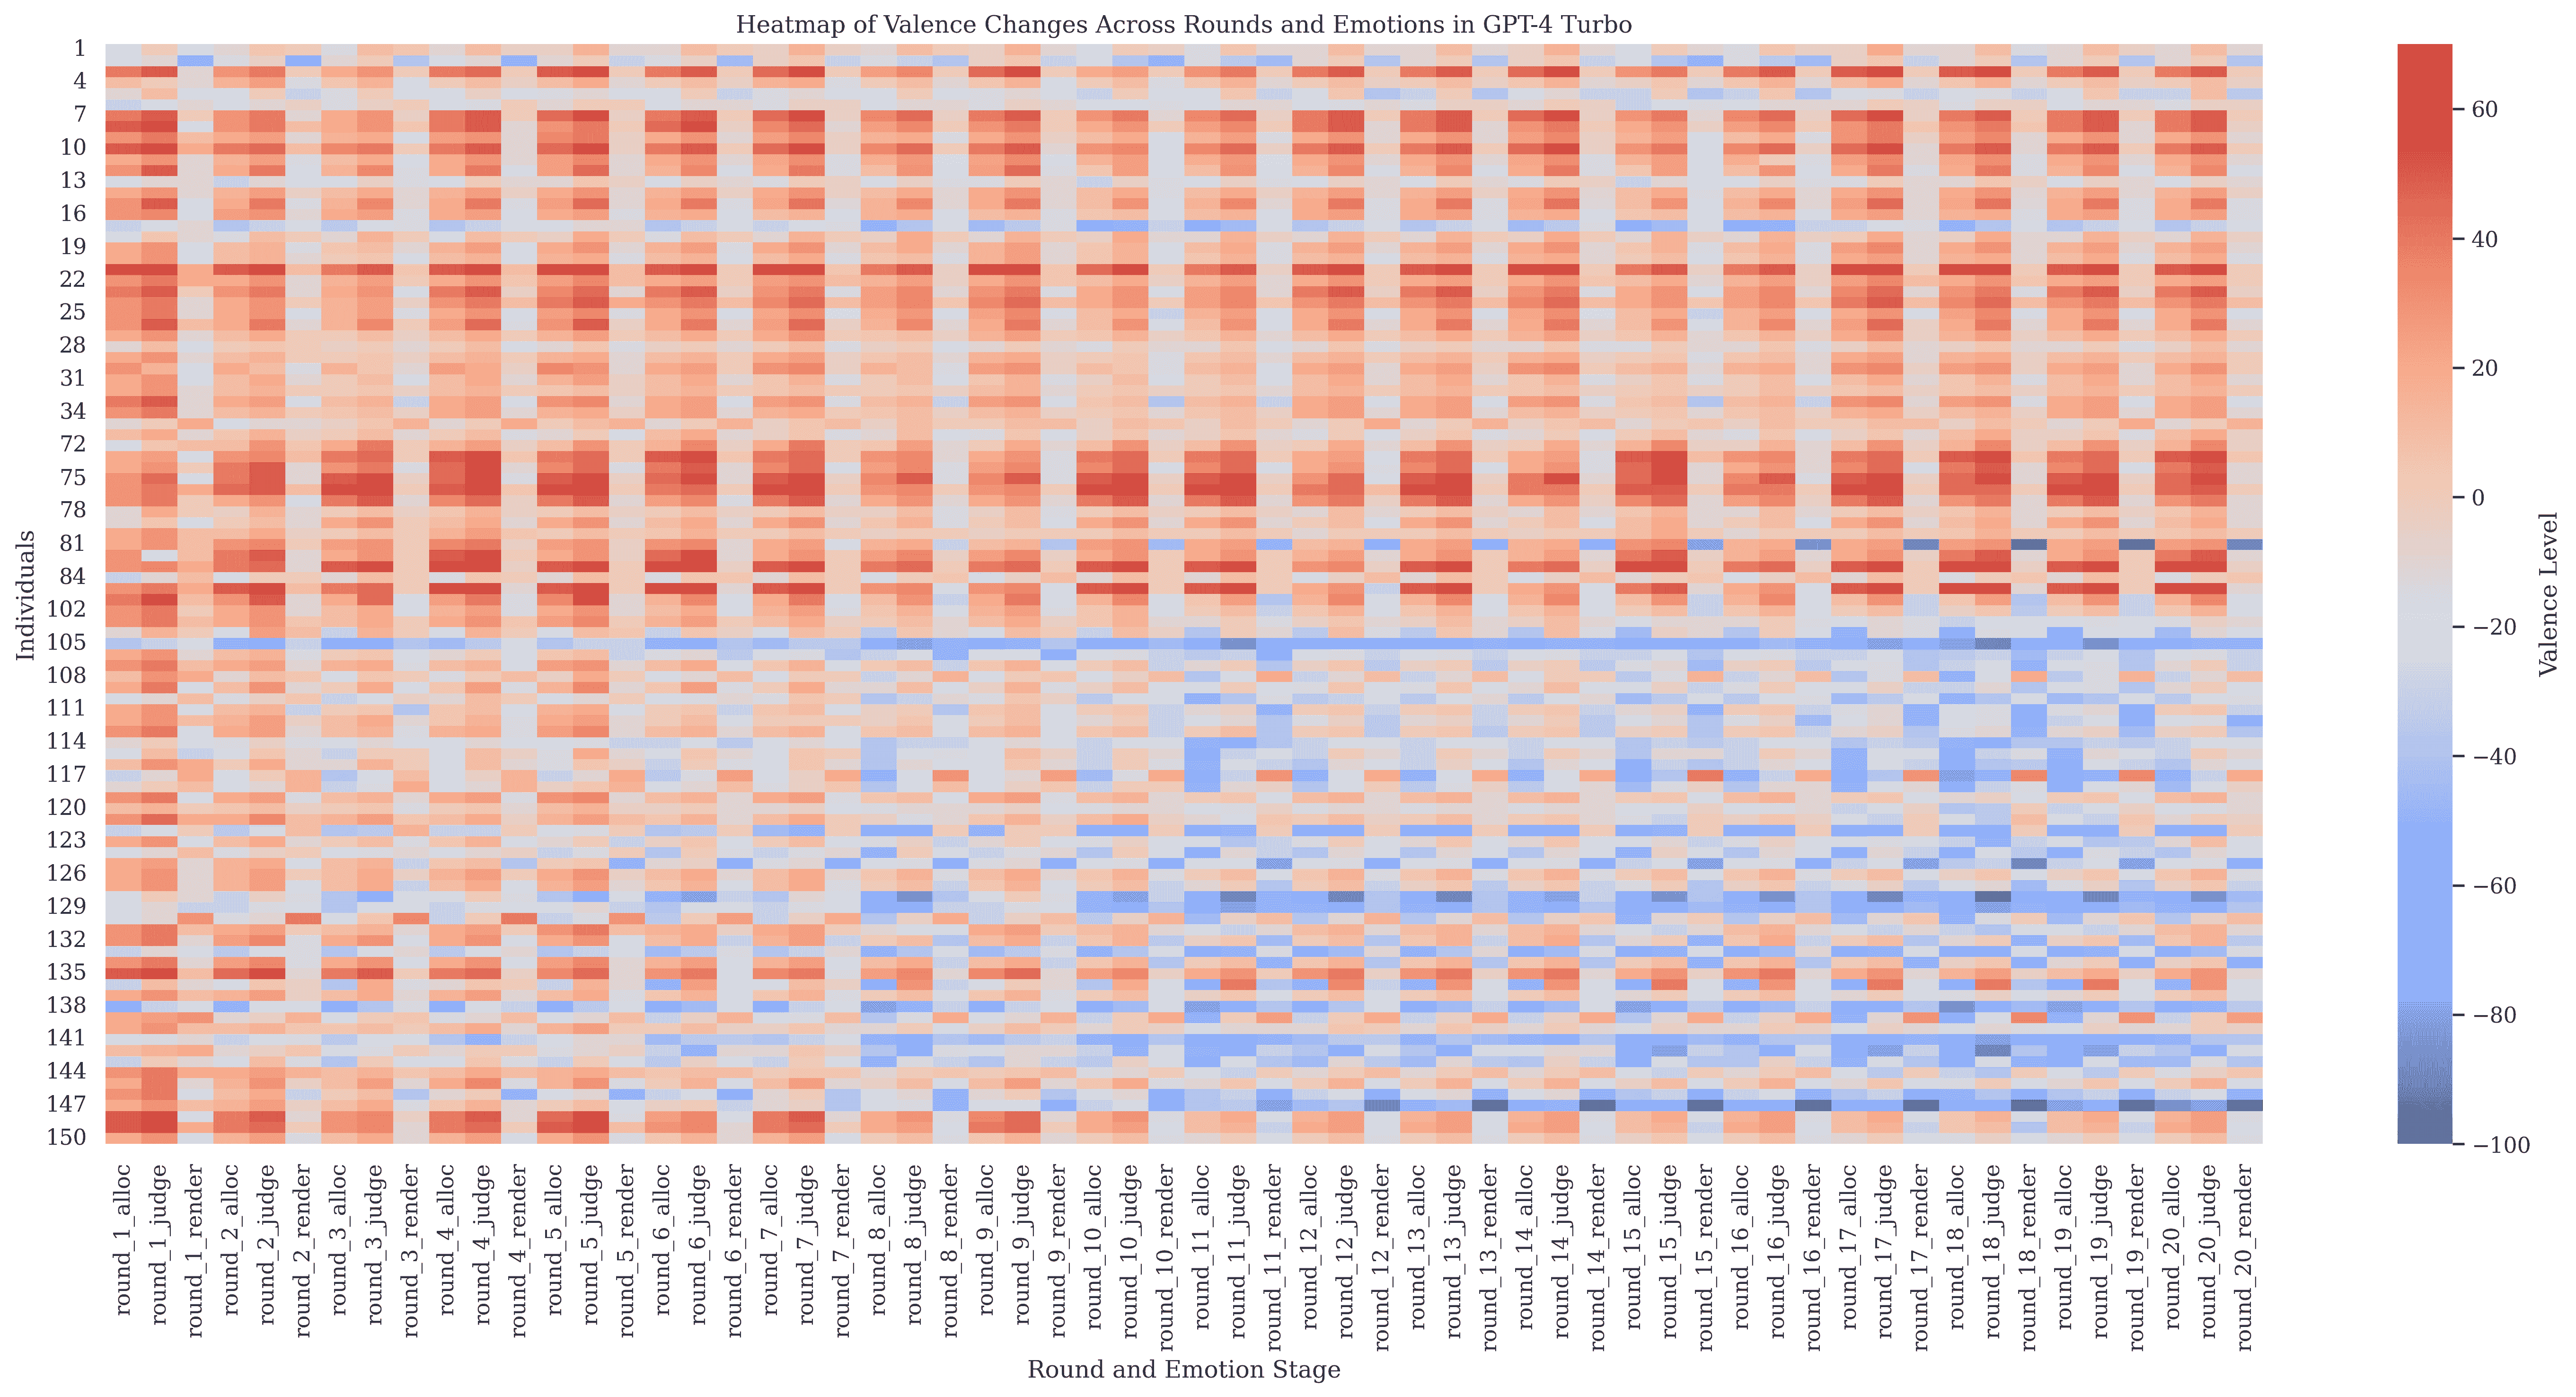 Heatmap of Valence Changes Across Rounds and Emotions in GPT-4 Turbo
Individuals
1
4
7
10
13
16
19
22
25
28
31
34
72
75
78
81
84
102
105
108
111
114
117
120
123
126
129
132
135
138
141
144
147
150
round_1_alloc
round_1_judge
round_1_render
round_2_alloc
round_2_judge
round_2_render
round_3_alloc
round_3_judge
round_3_render
round_4_alloc
round_4_judge
round_4_render
round_5_alloc
round_5_judge
round_5_render
round_6_alloc
round_6_judge
round_6_render
round_7_alloc
round_7_judge
round_7_render
round_8_alloc
round_8_judge
round_8_render
round_9_alloc
round_9_judge
round_9_render
round_10_alloc
round_10_judge
round_10_render
round_11_alloc
round_11_judge
round_11_render
round_12_alloc
round_12_judge
round_12_render
round_13_alloc
round_13_judge
round_13_render
round_14_alloc
round_14_judge
round_14_render
round_15_alloc
round_15_judge
round_15_render
round_16_alloc
round_16_judge
round_16_render
round_17_alloc
round_17_judge
round_17_render
round_18_alloc
round_18_judge
round_18_render
round_19_alloc
round_19_judge
round_19_render
round_20_alloc
round_20_judge
round_20_render
Round and Emotion Stage
60
40
20
0
−20
−40
−60
−80
−100
Valence Level